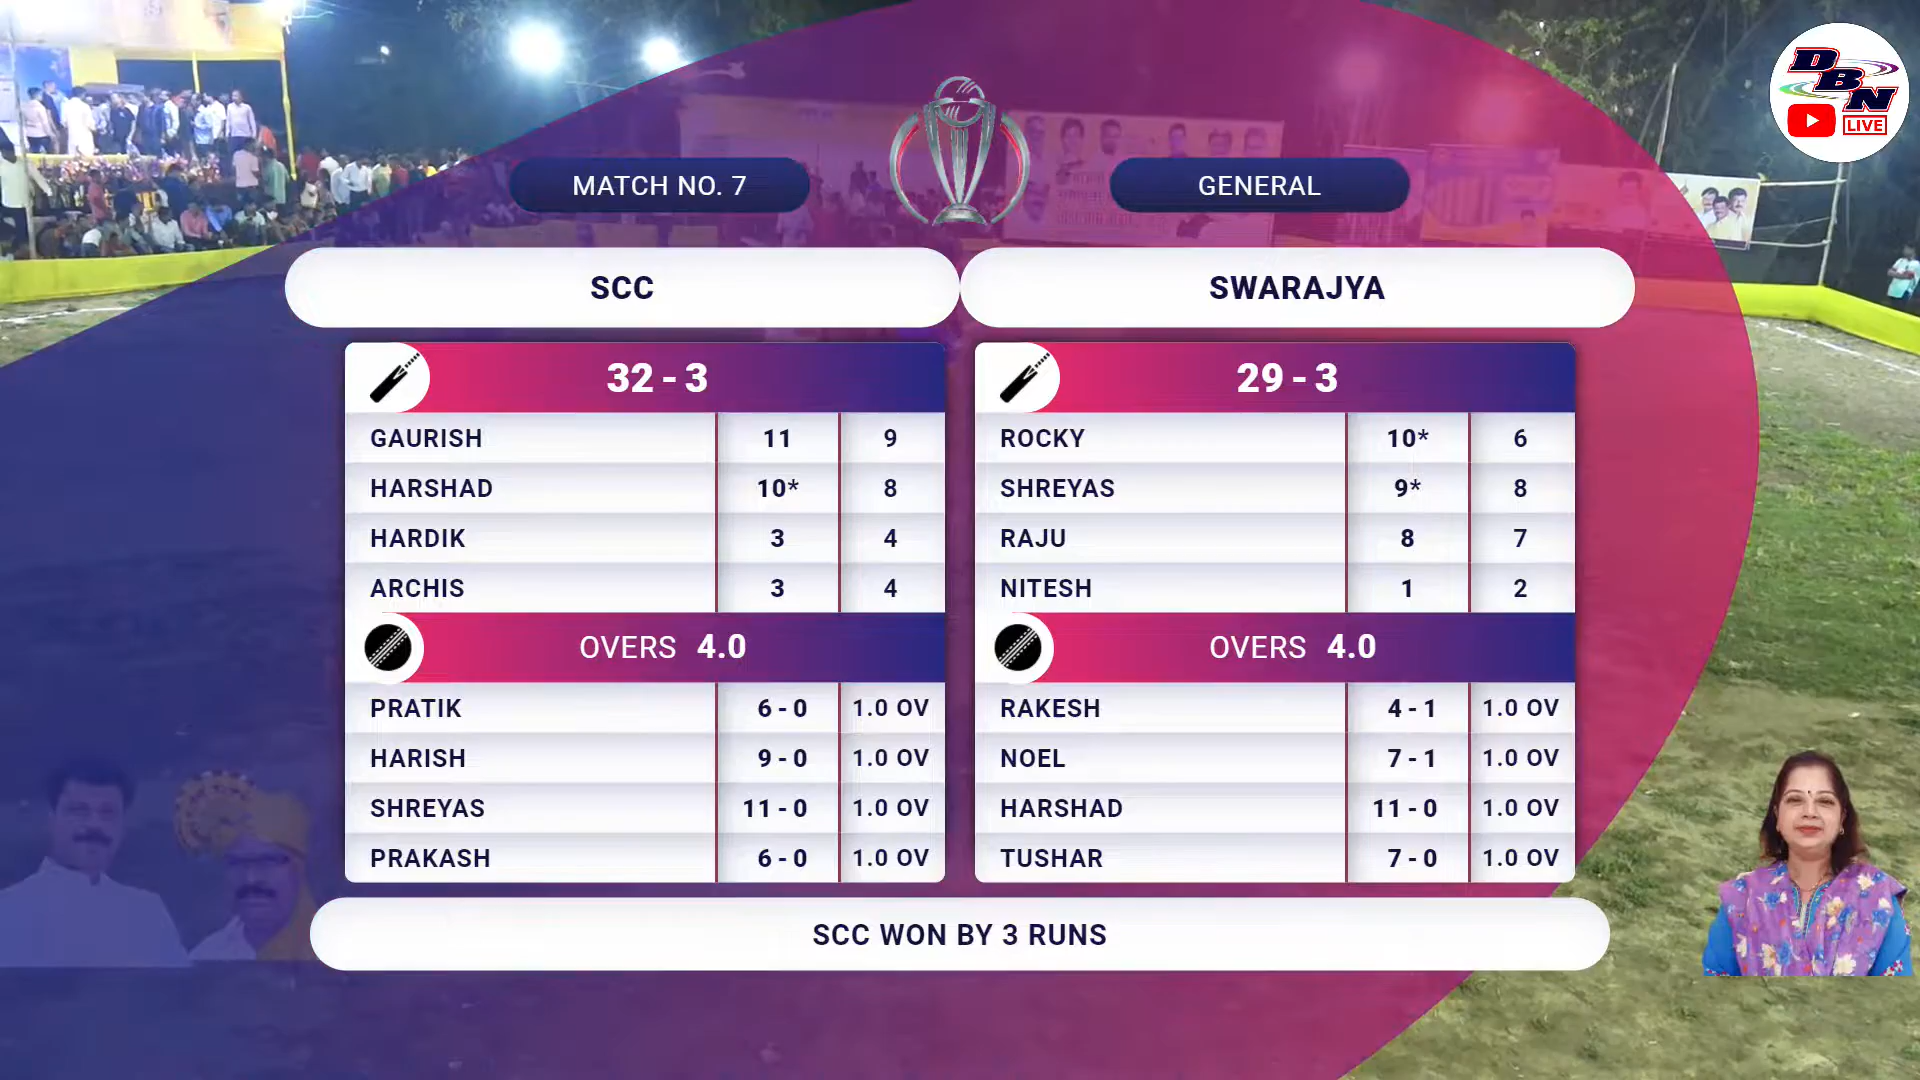 DBN
LIVE
MATCH NO. 7
GENERAL
SCC
SWARAJYA
32 - 3
GAURISH 11 9
HARSHAD 10* 8
HARDIK 3 4
ARCHIS 3 4
OVERS 4.0
PRATIK 6 - 0 1.0 OV
HARISH 9 - 0 1.0 OV
SHREYAS 11 - 0 1.0 OV
PRAKASH 6 - 0 1.0 OV
29 - 3
ROCKY 10* 6
SHREYAS 9* 8
RAJU 8 7
NITESH 1 2
OVERS 4.0
RAKESH 4 - 1 1.0 OV
NOEL 7 - 1 1.0 OV
HARSHAD 11 - 0 1.0 OV
TUSHAR 7 - 0 1.0 OV
SCC WON BY 3 RUNS